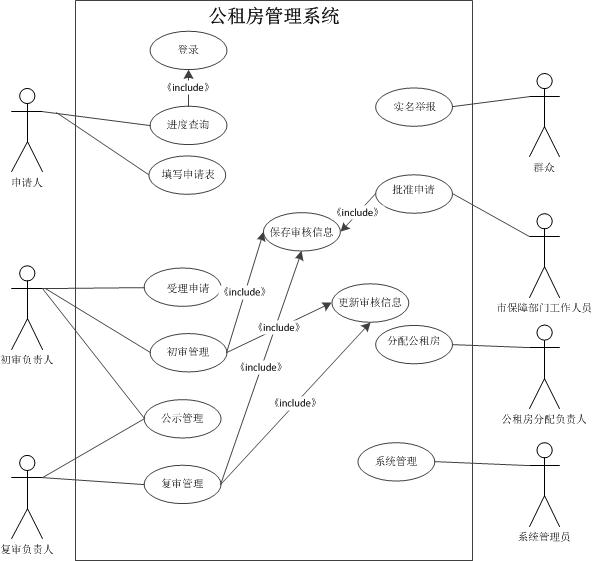 公租房管理系统
登录
《include》
进度查询
实名举报
申请人
群众
填写申请表
批准申请
《include》
保存审核信息
受理申请
《include》
更新审核信息
市保障部门工作人员
《include》
初审管理
分配公租房
初审负责人
《include》
《include》
公示管理
公租房分配负责人
系统管理
复审管理
复审负责人
系统管理员